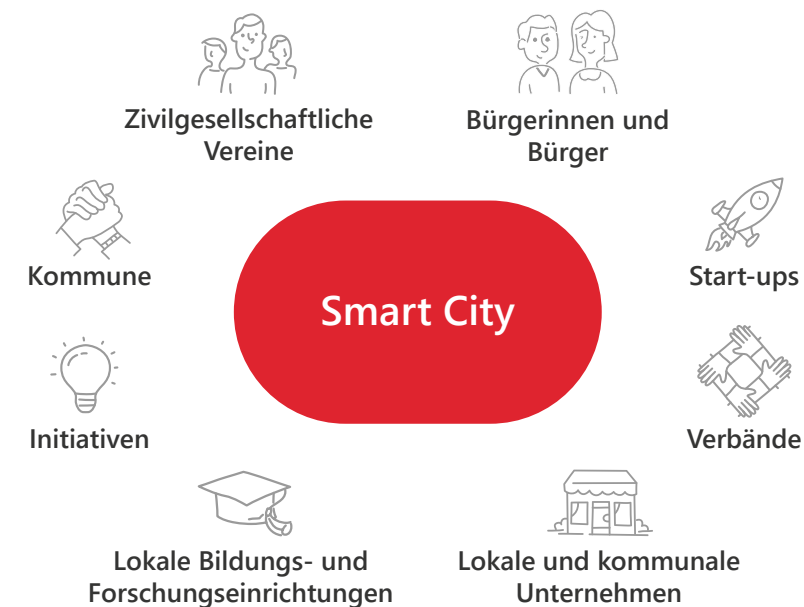 Zivilgesellschaftliche
Vereine
Bürgerinnen und
Bürger
Kommune
Smart City
Start-ups
Initiativen
Verbände
Lokale Bildungs- und
Forschungseinrichtungen
Lokale und kommunale
Unternehmen